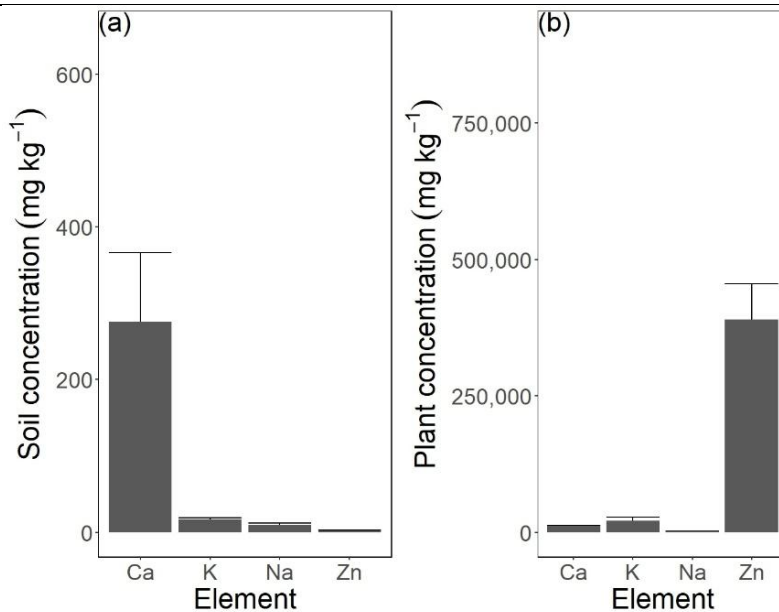 (a)
Soil concentration (mg kg⁻¹)
600
400
200
0
Ca K Na Zn
Element
(b)
Plant concentration (mg kg⁻¹)
750,000
500,000
250,000
0
Ca K Na Zn
Element